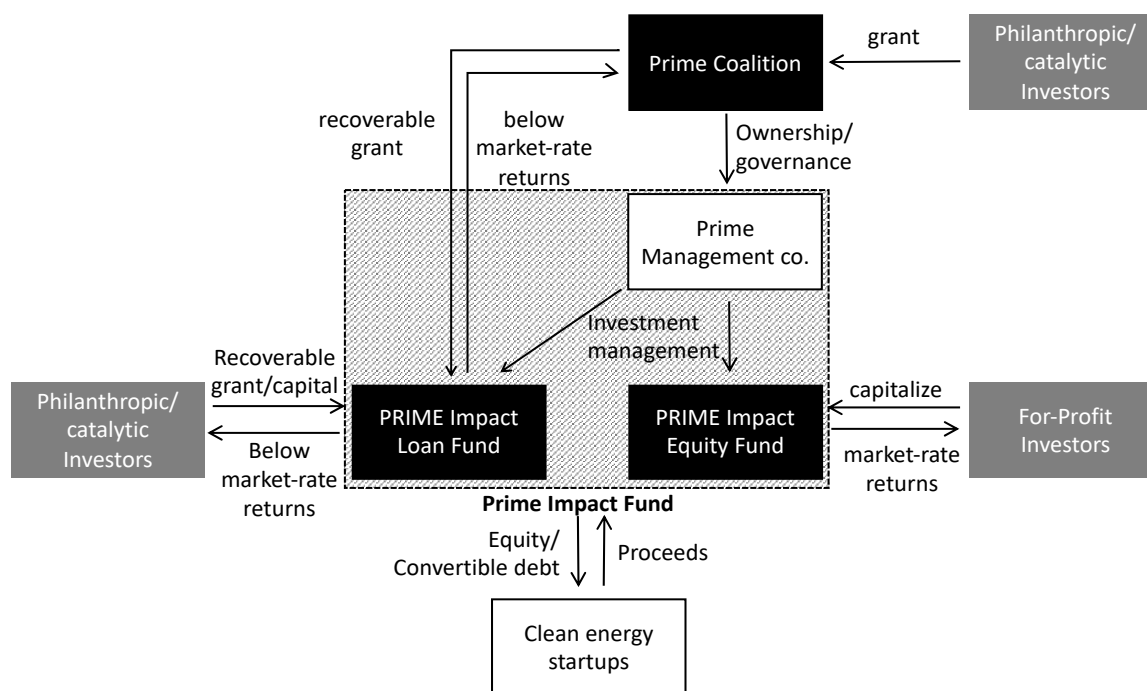 Prime Coalition
grant
Philanthropic/
catalytic
Investors
recoverable
grant
below
market-rate
returns
Ownership/
governance
Prime
Management co.
Investment
management
Recoverable
grant/capital
Philanthropic/
catalytic
Investors
Below
market-rate
returns
PRIME Impact
Loan Fund
PRIME Impact
Equity Fund
capitalize
market-rate
returns
For-Profit
Investors
Prime Impact Fund
Equity/
Convertible debt
Proceeds
Clean energy
startups